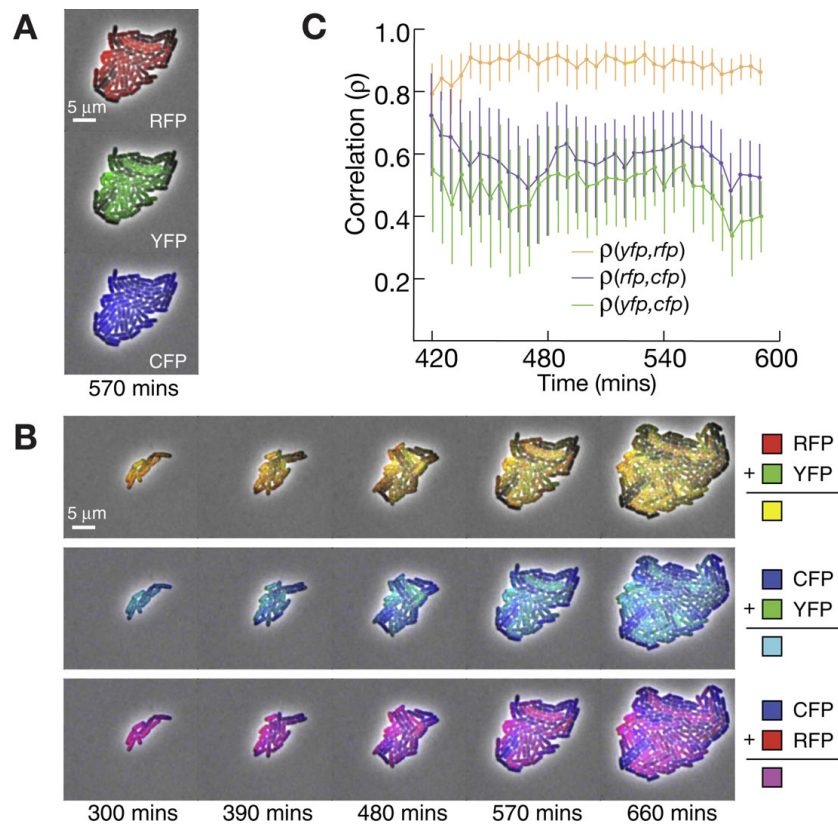 A
5 μm
RFP
YFP
CFP
570 mins
C
Correlation (ρ)
1.0
0.8
0.6
0.4
0.2
ρ(yfp,rfp)
ρ(rfp,cfp)
ρ(yfp,cfp)
420
480
540
600
Time (mins)
B
5 μm
RFP
+ YFP
CFP
+ YFP
CFP
+ RFP
300 mins
390 mins
480 mins
570 mins
660 mins